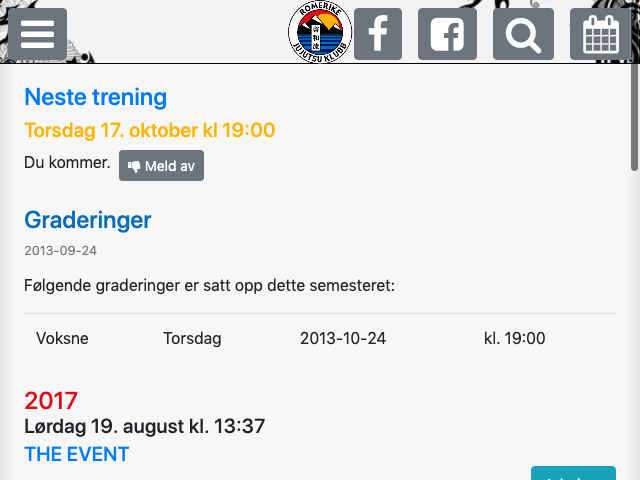 ROMERIKE
JUJUTSU KLUBB
Neste trening
Torsdag 17. oktober kl 19:00
Du kommer. Meld av
Graderinger
2013-09-24
Følgende graderinger er satt opp dette semesteret:
Voksne Torsdag 2013-10-24 kl. 19:00
2017
Lørdag 19. august kl. 13:37
THE EVENT